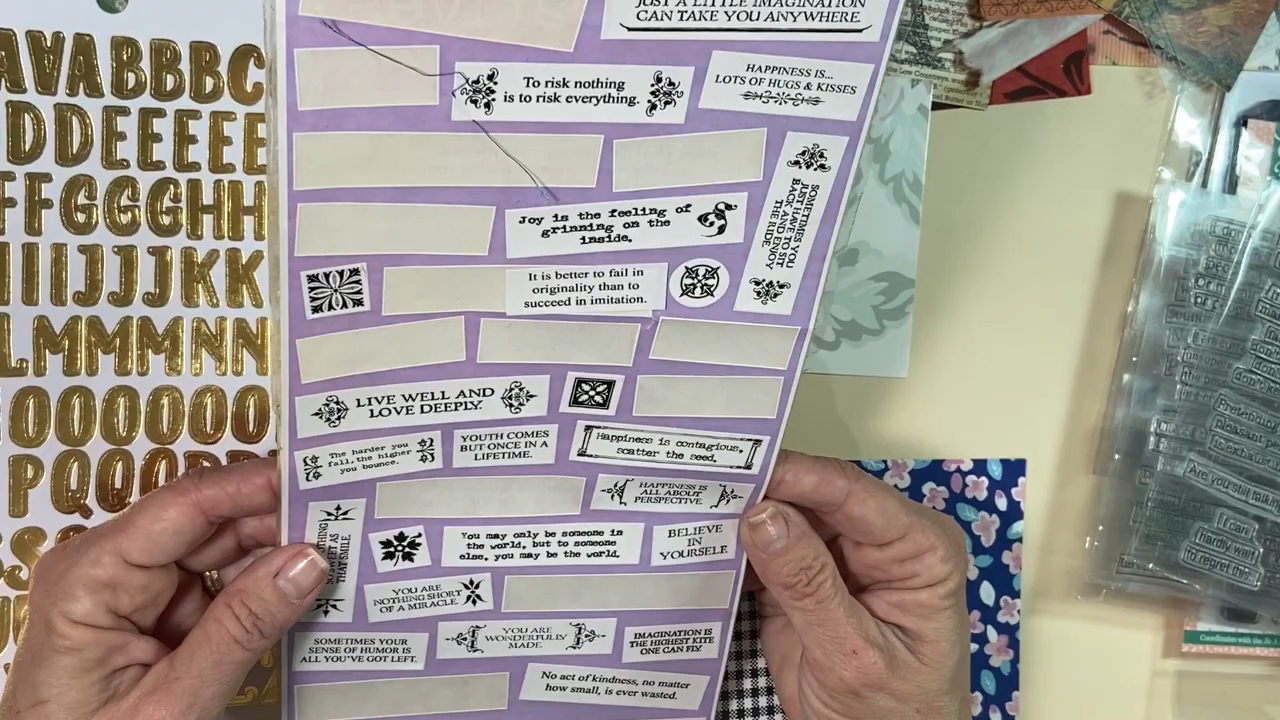 JUST A LITTLE IMAGINATION
CAN TAKE YOU ANYWHERE.
To risk nothing
is to risk everything.
HAPPINESS IS...
LOTS OF HUGS & KISSES
SOMETIMES YOU
JUST HAVE TO SIT
BACK AND ENJOY
THE RIDE
Joy is the feeling of
grinning on the
inside.
It is better to fail in
originality than to
succeed in imitation.
LIVE WELL AND
LOVE DEEPLY.
The harder you
fall, the higher
you bounce.
YOUTH COMES
BUT ONCE IN A
LIFETIME.
Happiness is contagious,
scatter the seed.
HAPPINESS IS
ALL ABOUT
PERSPECTIVE.
SWEET AS
THAT SMILE.
You may only be someone in
the world, but to someone
else, you may be the world.
BELIEVE
IN
YOURSELF.
YOU ARE
NOTHING SHORT
OF A MIRACLE.
SOMETIMES YOUR
SENSE OF HUMOR IS
ALL YOU'VE GOT LEFT.
YOU ARE
WONDERFULLY
MADE.
IMAGINATION IS
THE HIGHEST KITE
ONE CAN FLY.
No act of kindness, no matter
how small, is ever wasted.
AVABBBC
DDEEEE
FFGGGHH
IIJJJKK
LMMMNN
OOOOOO
PQQ
Are you still talki
I can
hardly wait
to regret this
Coordinates with the